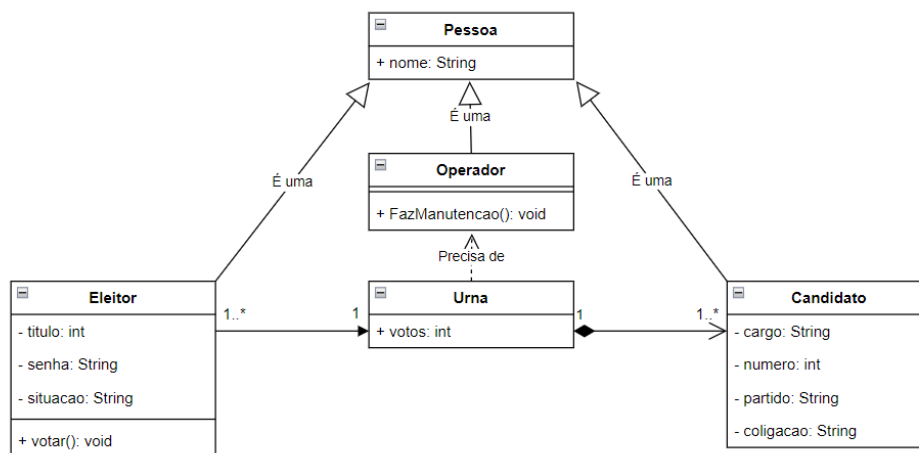 Pessoa
+ nome: String
É uma
É uma
É uma
Operador
+ FazManutencao(): void
Precisa de
Eleitor
- titulo: int
- senha: String
- situacao: String
+ votar(): void
1..*
1
Urna
+ votos: int
1
1..*
Candidato
- cargo: String
- numero: int
- partido: String
- coligacao: String